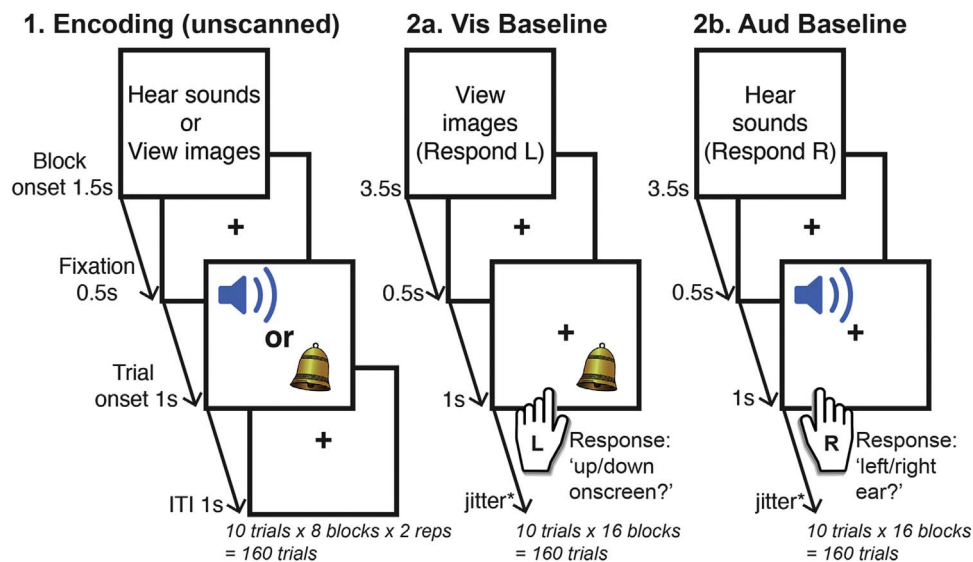 1. Encoding (unscanned)
Hear sounds
or
View images
Block
onset 1.5s
+
Fixation
0.5s
or
Trial
onset 1s
+
ITI 1s
10 trials x 8 blocks x 2 reps
= 160 trials
2a. Vis Baseline
View
images
(Respond L)
3.5s
+
0.5s
+
1s
L
Response:
‘up/down
onscreen?’
jitter*
10 trials x 16 blocks
= 160 trials
2b. Aud Baseline
Hear
sounds
(Respond R)
3.5s
+
0.5s
+
1s
R
Response:
‘left/right
ear?’
jitter*
10 trials x 16 blocks
= 160 trials